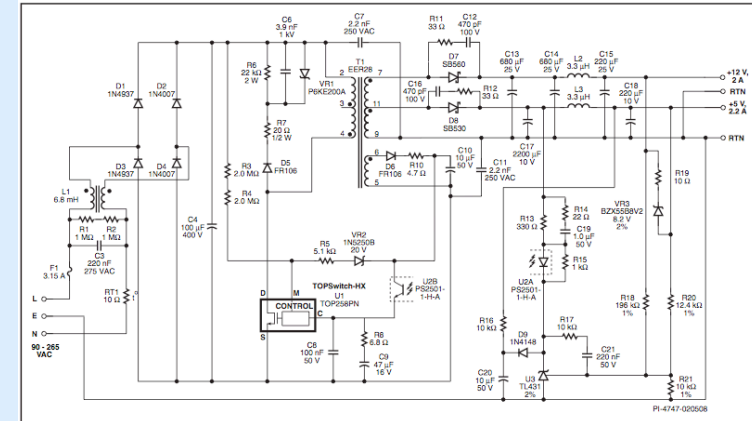 C6
3.9 nF
1 kV
C7
2.2 nF
250 VAC
R11
33 Ω
C12
470 pF
100 V
T1
EER28
D7
SB560
C13
680 µF
25 V
C14
680 µF
25 V
L2
3.3 µH
C15
220 µF
25 V
+12 V,
2 A
RTN
+5 V,
2.2 A
RTN
R6
22 kΩ
2 W
VR1
P6KE200A
2
7
3
11
4
9
6
5
C16
470 pF
100 V
R12
33 Ω
D8
SB530
L3
3.3 µH
C18
220 µF
10 V
C17
2200 µF
10 V
D1
1N4937
D2
1N4007
D3
1N4937
D4
1N4007
R7
20 Ω
1/2 W
D5
FR106
R3
2.0 MΩ
R4
2.0 MΩ
D6
FR106
R10
4.7 Ω
C10
10 µF
50 V
C11
2.2 nF
250 VAC
L1
6.8 mH
R1
1 MΩ
R2
1 MΩ
C3
220 nF
275 VAC
F1
3.15 A
RT1
10 Ω
t°
L
E
N
90 - 265
VAC
C4
100 µF
400 V
R5
5.1 kΩ
VR2
1N5250B
20 V
TOPSwitch-HX
U1
TOP258PN
D
M
CONTROL
C
S
U2B
PS2501-
1-H-A
C8
100 nF
50 V
R8
6.8 Ω
C9
47 µF
16 V
R13
330 Ω
R14
22 Ω
C19
1.0 µF
50 V
R15
1 kΩ
U2A
PS2501-
1-H-A
VR3
BZX55B8V2
8.2 V
2%
R19
10 Ω
R16
10 kΩ
R17
10 kΩ
R18
196 kΩ
1%
R20
12.4 kΩ
1%
D9
1N4148
C20
10 µF
50 V
C21
220 nF
50 V
U3
TL431
2%
R21
10 kΩ
1%
PI-4747-020508